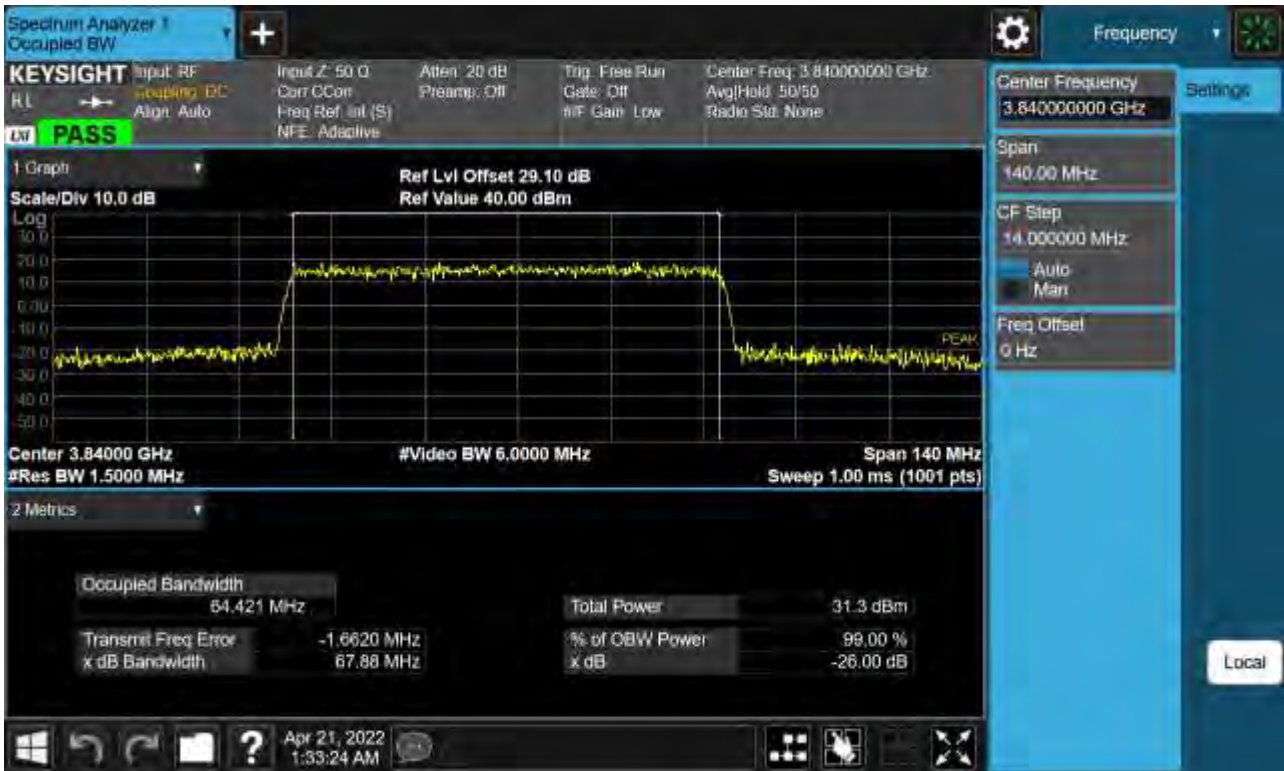 Spectrum Analyzer 1
Occupied BW
+
Frequency
KEYSIGHT
Input: RF
Coupling: DC
Align: Auto
RL
LXI
PASS
Input Z: 50 Ω
Corr CCorr
Freq Ref: Int (S)
NFE: Adaptive
Atten: 20 dB
Preamp: Off
Trig: Free Run
Gate: Off
#IF Gain: Low
Center Freq: 3.840000000 GHz
Avg|Hold: 50/50
Radio Std: None
Center Frequency
3.840000000 GHz
Settings
Span
140.00 MHz
CF Step
14.000000 MHz
Auto
Man
Freq Offset
0 Hz
1 Graph
Scale/Div 10.0 dB
Ref Lvl Offset 29.10 dB
Ref Value 40.00 dBm
Log
30.0
20.0
10.0
0.00
-10.0
-20.0
-30.0
-40.0
-50.0
PEAK
Center 3.84000 GHz
#Video BW 6.0000 MHz
Span 140 MHz
#Res BW 1.5000 MHz
Sweep 1.00 ms (1001 pts)
2 Metrics
Occupied Bandwidth
64.421 MHz
Total Power 31.3 dBm
Transmit Freq Error -1.6620 MHz
% of OBW Power 99.00 %
x dB Bandwidth 67.88 MHz
x dB -26.00 dB
Local
?
Apr 21, 2022
1:33:24 AM